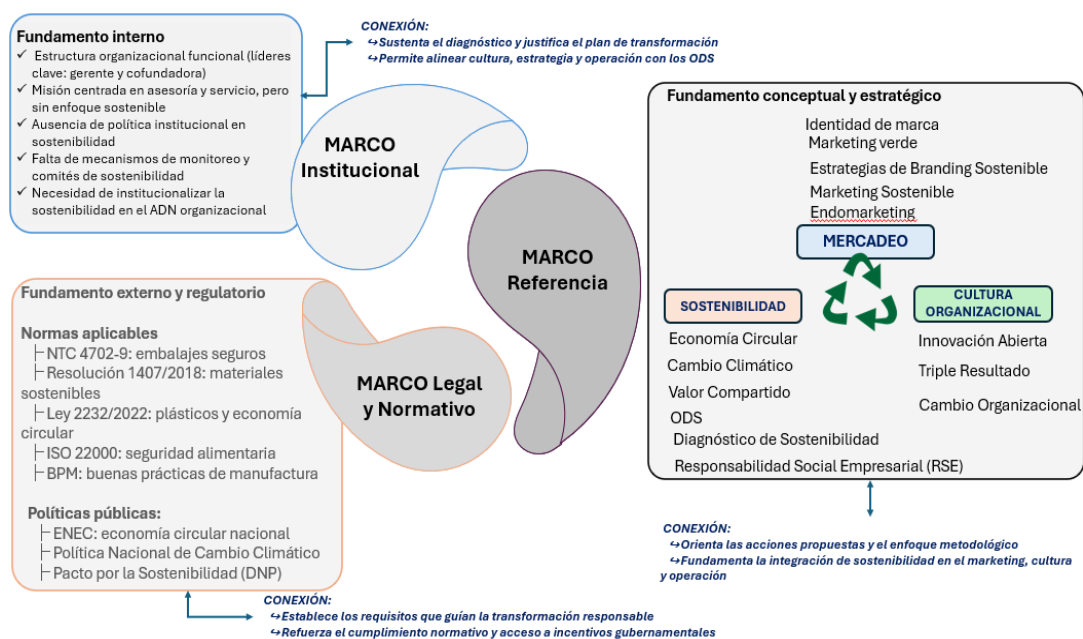 Fundamento interno
✓ Estructura organizacional funcional (líderes
clave: gerente y cofundadora)
✓ Misión centrada en asesoría y servicio, pero
sin enfoque sostenible
✓ Ausencia de política institucional en
sostenibilidad
✓ Falta de mecanismos de monitoreo y
comités de sostenibilidad
✓ Necesidad de institucionalizar la
sostenibilidad en el ADN organizacional
CONEXIÓN:
↪Sustenta el diagnóstico y justifica el plan de transformación
↪Permite alinear cultura, estrategia y operación con los ODS
MARCO
Institucional
MARCO
Referencia
MARCO Legal
y Normativo
Fundamento conceptual y estratégico
Identidad de marca
Marketing verde
Estrategias de Branding Sostenible
Marketing Sostenible
Endomarketing
MERCADEO
SOSTENIBILIDAD
Economía Circular
Cambio Climático
Valor Compartido
ODS
Diagnóstico de Sostenibilidad
Responsabilidad Social Empresarial (RSE)
CULTURA
ORGANIZACIONAL
Innovación Abierta
Triple Resultado
Cambio Organizacional
CONEXIÓN:
↪Orienta las acciones propuestas y el enfoque metodológico
↪Fundamenta la integración de sostenibilidad en el marketing, cultura
y operación
Fundamento externo y regulatorio
Normas aplicables
├ NTC 4702-9: embalajes seguros
├ Resolución 1407/2018: materiales
sostenibles
├ Ley 2232/2022: plásticos y economía
circular
├ ISO 22000: seguridad alimentaria
├ BPM: buenas prácticas de manufactura
Políticas públicas:
├ ENEC: economía circular nacional
├ Política Nacional de Cambio Climático
├ Pacto por la Sostenibilidad (DNP)
CONEXIÓN:
↪Establece los requisitos que guían la transformación responsable
↪Refuerza el cumplimiento normativo y acceso a incentivos gubernamentales